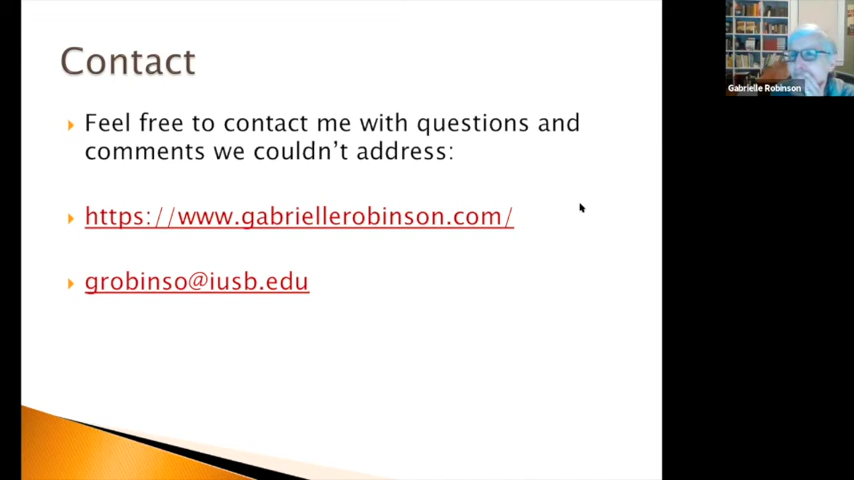 Contact
Feel free to contact me with questions and
comments we couldn't address:
https://www.gabriellerobinson.com/
grobinso@iusb.edu
Gabrielle Robinson